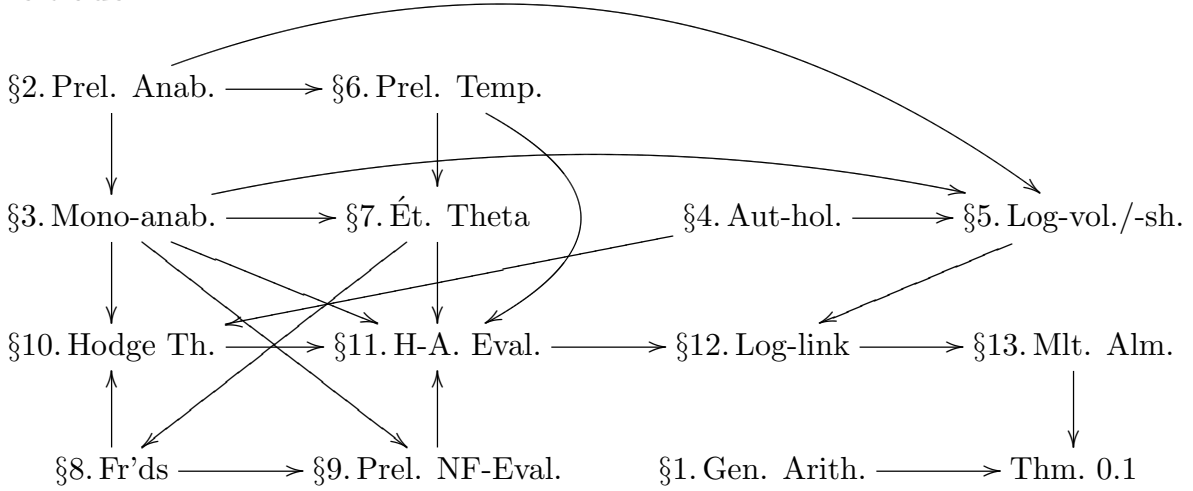 §2. Prel. Anab. §6. Prel. Temp.
§3. Mono-anab. §7. Ét. Theta §4. Aut-hol. §5. Log-vol./-sh.
§10. Hodge Th. §11. H-A. Eval. §12. Log-link §13. Mlt. Alm.
§8. Fr'ds §9. Prel. NF-Eval. §1. Gen. Arith. Thm. 0.1